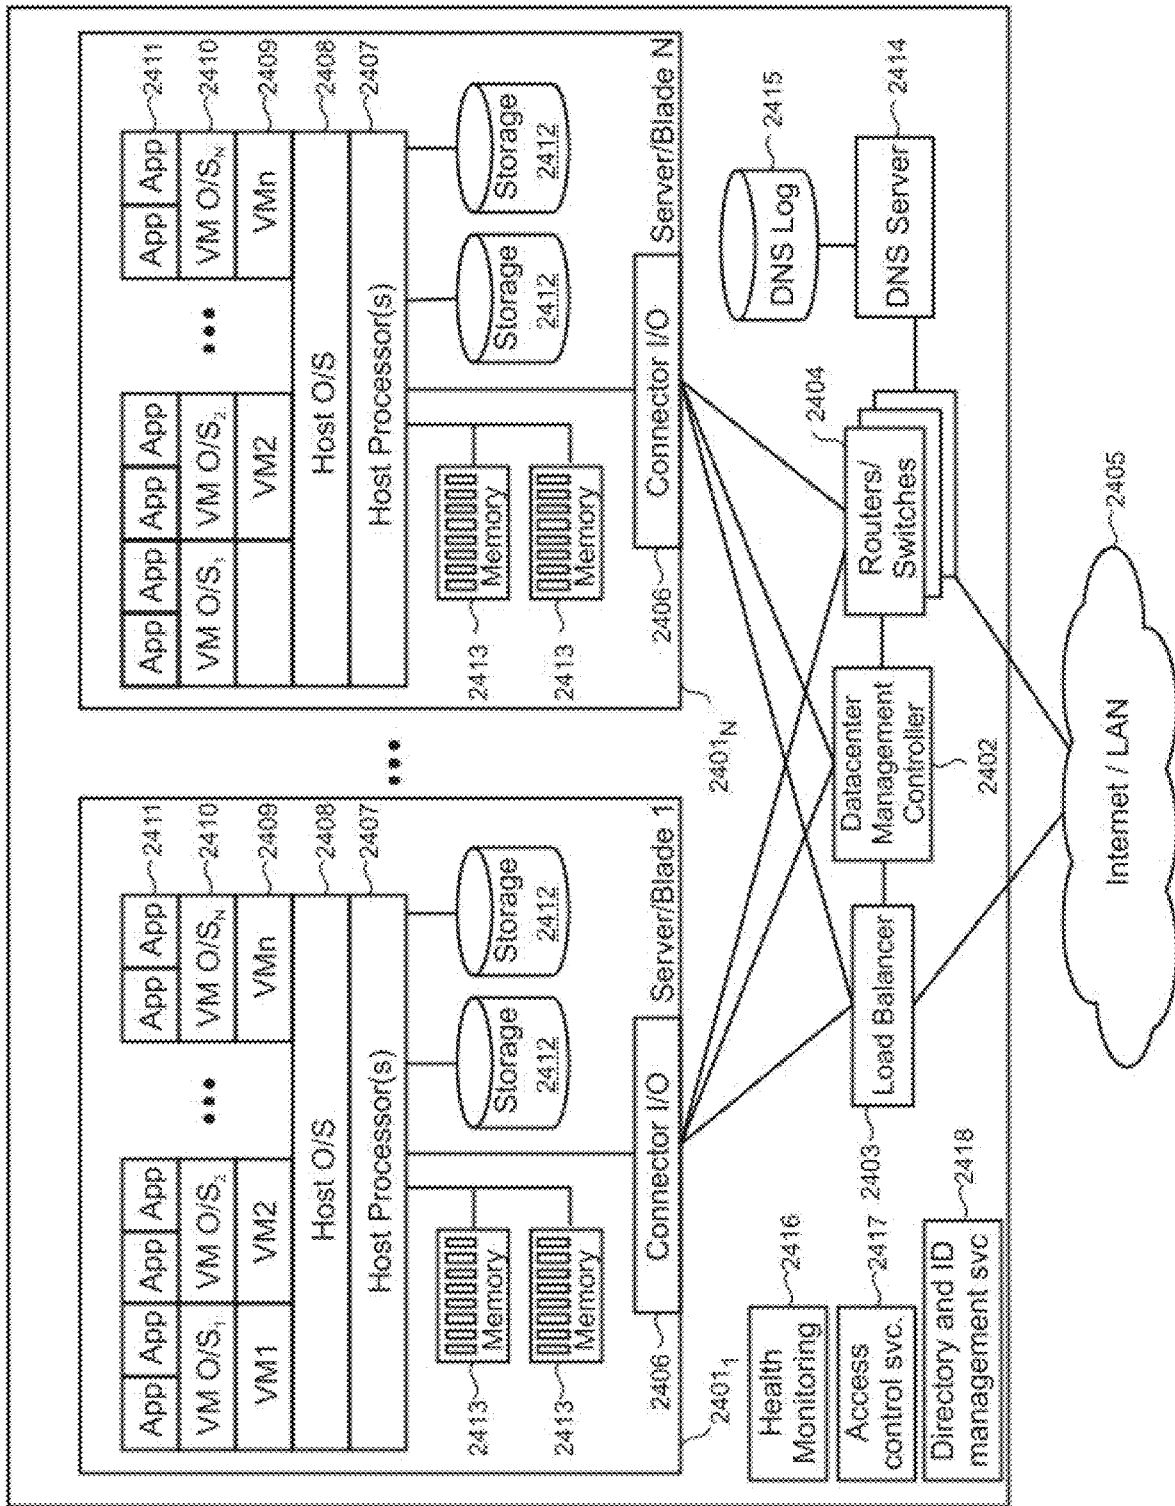 App
App
App
App
App
App
2411
VM O/S₁
VM O/S₂
VM O/Sₙ
2410
VM1
VM2
VMn
2409
Host O/S
2408
Host Processor(s)
2407
Memory
2413
Memory
2413
Storage
2412
Storage
2412
Connector I/O
2406
Server/Blade 1
2401₁
App
App
App
App
App
App
2411
VM O/S₁
VM O/S₂
VM O/Sₙ
2410
VM2
VMn
2409
Host O/S
2408
Host Processor(s)
2407
Memory
2413
Memory
2413
Storage
2412
Storage
2412
Connector I/O
2406
Server/Blade N
2401ₙ
Health
Monitoring
2416
Access
control svc.
2417
Directory and ID
management svc
2418
Load Balancer
2403
Datacenter
Management
Controller
2402
Routers/
Switches
2404
DNS Log
2415
DNS Server
2414
Internet / LAN
2405